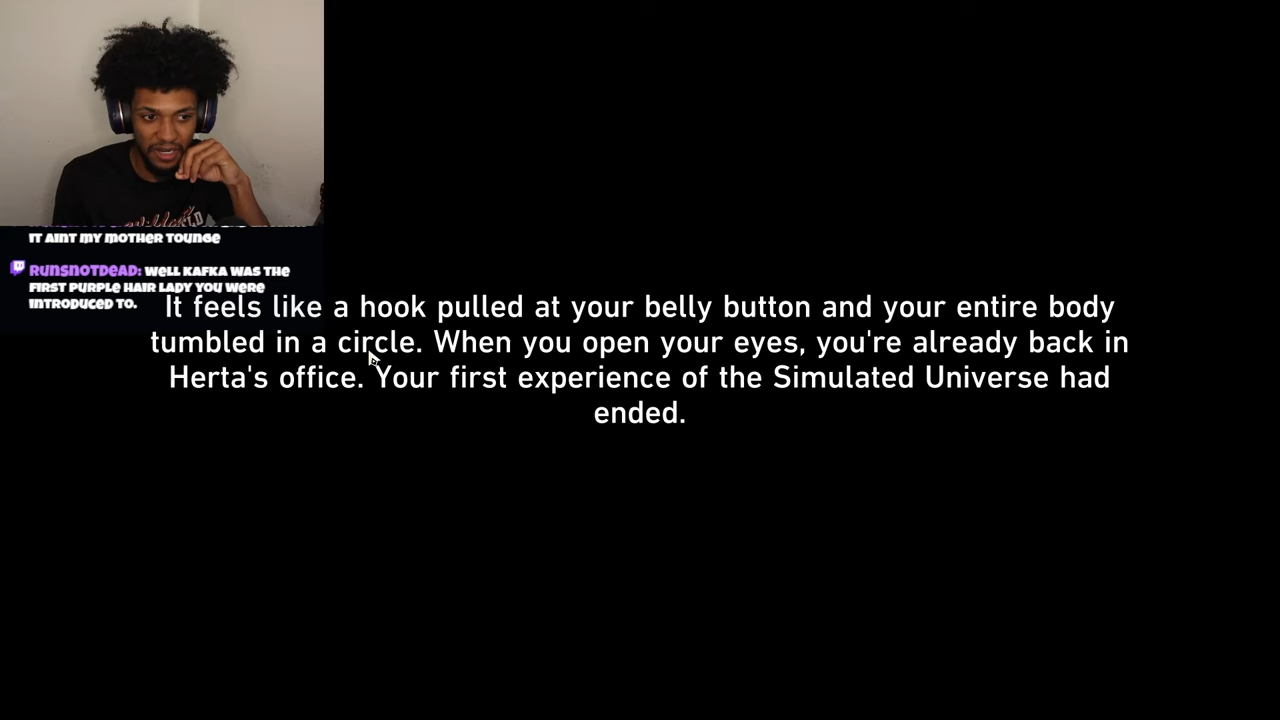 IT AINT MY MOTHER TOUNGE
RUNSNOTDEAD: WELL KAFKA WAS THE
FIRST PURPLE HAIR LADY YOU WERE
INTRODUCED TO.
It feels like a hook pulled at your belly button and your entire body
tumbled in a circle. When you open your eyes, you're already back in
Herta's office. Your first experience of the Simulated Universe had
ended.